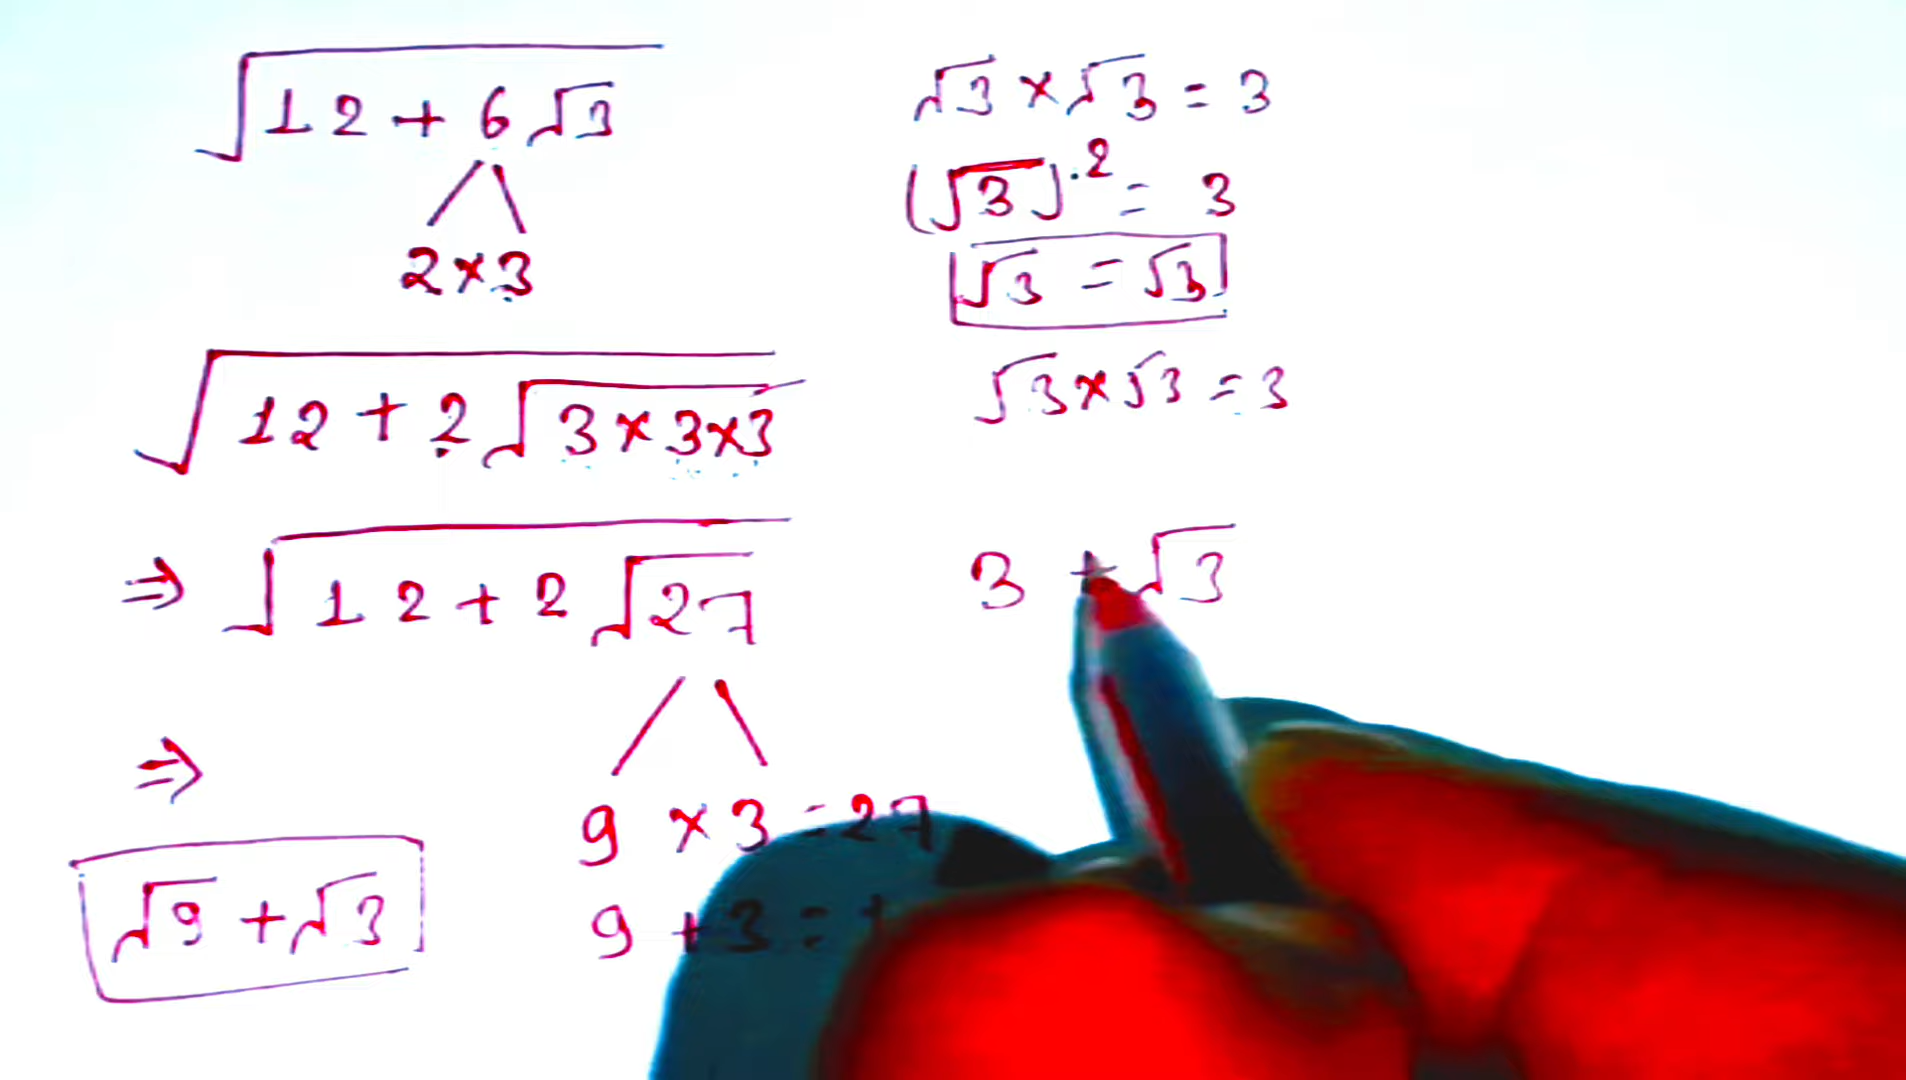 √12 + 6√3
2×3
√12 + 2√3×3×3
⇒ √12 + 2√27
⇒
9 × 3 = 27
9 + 3 = 1
√9 + √3
√3 × √3 = 3
(√3)² = 3
√3 = √3
√3 × √3 = 3
3 + √3